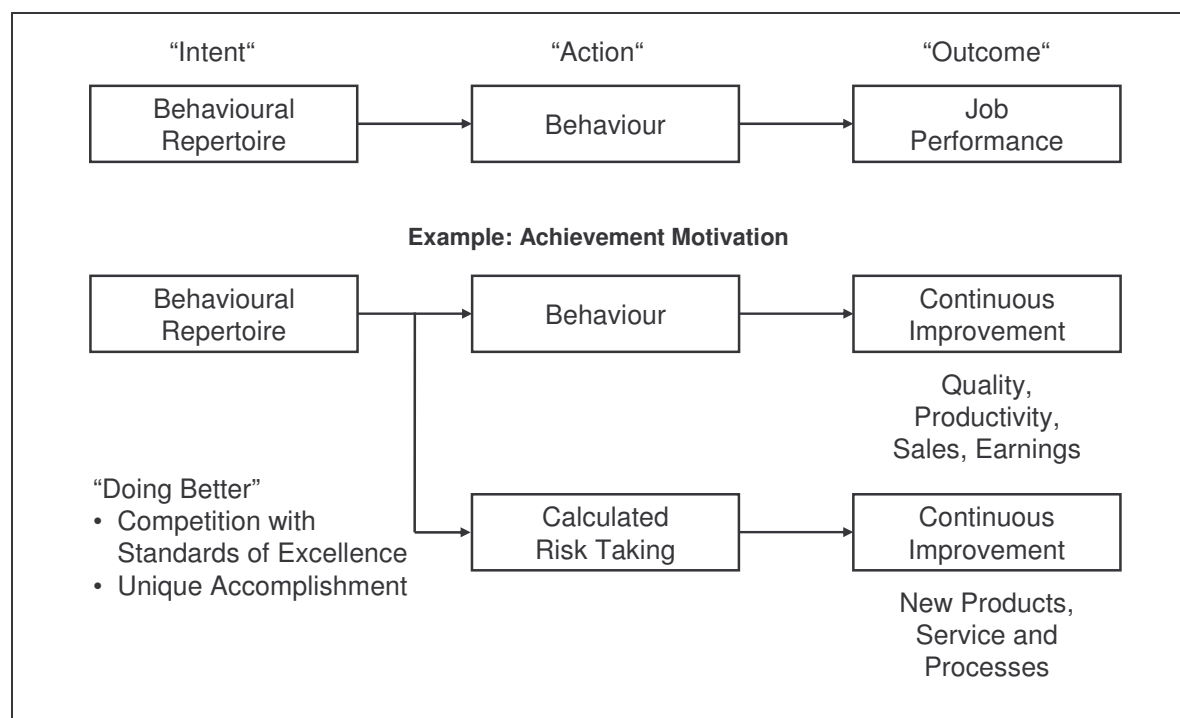 “Intent“
“Action“
“Outcome“
Behavioural
Repertoire
Behaviour
Job
Performance
Example: Achievement Motivation
Behavioural
Repertoire
Behaviour
Continuous
Improvement
Quality,
Productivity,
Sales, Earnings
“Doing Better”
• Competition with
Standards of Excellence
• Unique Accomplishment
Calculated
Risk Taking
Continuous
Improvement
New Products,
Service and
Processes